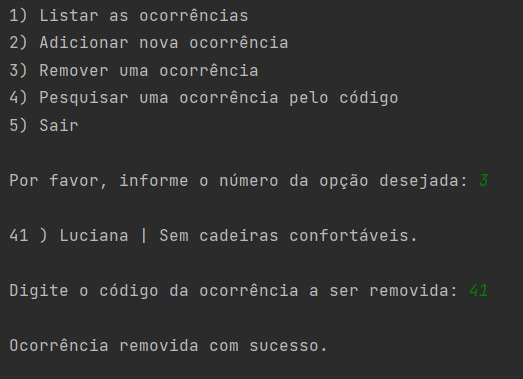 1) Listar as ocorrências
2) Adicionar nova ocorrência
3) Remover uma ocorrência
4) Pesquisar uma ocorrência pelo código
5) Sair
Por favor, informe o número da opção desejada: 3
41 ) Luciana | Sem cadeiras confortáveis.
Digite o código da ocorrência a ser removida: 41
Ocorrência removida com sucesso.